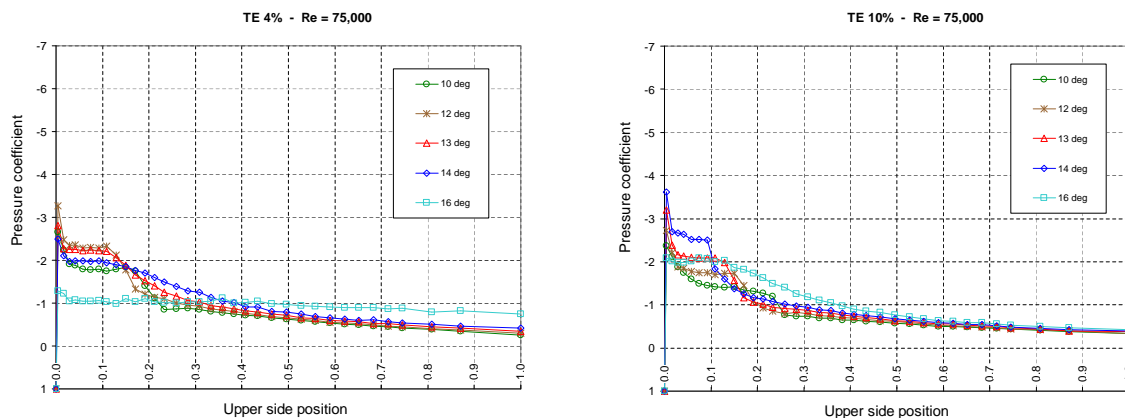 TE 4% - Re = 75,000
-7
-6
-5
-4
-3
-2
-1
0
1
Pressure coefficient
10 deg
12 deg
13 deg
14 deg
16 deg
0.0
0.1
0.2
0.3
0.4
0.5
0.6
0.7
0.8
0.9
1.0
Upper side position
TE 10% - Re = 75,000
-7
-6
-5
-4
-3
-2
-1
0
1
Pressure coefficient
10 deg
12 deg
13 deg
14 deg
16 deg
0.0
0.1
0.2
0.3
0.4
0.5
0.6
0.7
0.8
0.9
1.0
Upper side position